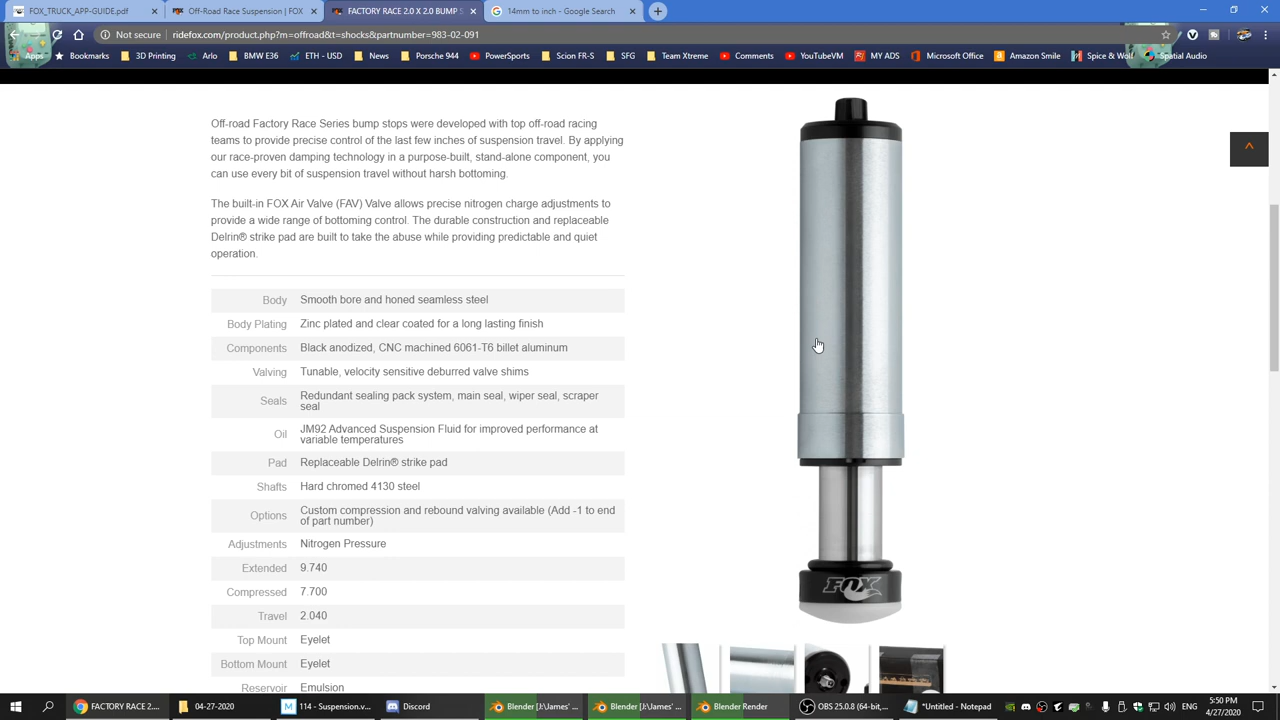 FOX_TRUCK_APP-GUIDE.pdf
FACTORY RACE 20 X 2.0 BUMP S
14mm to inches -
Not secure ridefox.com/product.php?m=offroad&t=shocks&partnumber=983-02-091
Apps Bookmarks 3D Printing Arlo BMW E36 ETH - USD News Porsch 944 PowerSports Scion FR-S SFG Team Xtreme Comments YouTubeVM MY ADS Microsoft Office Amazon Smile Spice & Wolf Spatial Audio
Off-road Factory Race Series bump stops were developed with top off-road racing
teams to provide precise control of the last few inches of suspension travel. By applying
our race-proven damping technology in a purpose-built, stand-alone component, you
can use every bit of suspension travel without harsh bottoming.
The built-in FOX Air Valve (FAV) Valve allows precise nitrogen charge adjustments to
provide a wide range of bottoming control. The durable construction and replaceable
Delrin® strike pad are built to take the abuse while providing predictable and quiet
operation.
Body Smooth bore and honed seamless steel
Body Plating Zinc plated and clear coated for a long lasting finish
Components Black anodized, CNC machined 6061-T6 billet aluminum
Valving Tunable, velocity sensitive deburred valve shims
Seals Redundant sealing pack system, main seal, wiper seal, scraper
seal
Oil JM92 Advanced Suspension Fluid for improved performance at
variable temperatures
Pad Replaceable Delrin® strike pad
Shafts Hard chromed 4130 steel
Options Custom compression and rebound valving available (Add -1 to end
of part number)
Adjustments Nitrogen Pressure
Extended 9.740
Compressed 7.700
Travel 2.040
Top Mount Eyelet
Bottom Mount Eyelet
Reservoir Emulsion
FOX
FACTORY RACE 2....
04-27-2020
114 - Suspension.v...
Discord
Blender [J:\James' ...
Blender [J:\James' ...
Blender Render
OBS 25.0.8 (64-bit,...
*Untitled - Notepad
5:50 PM
4/27/2020